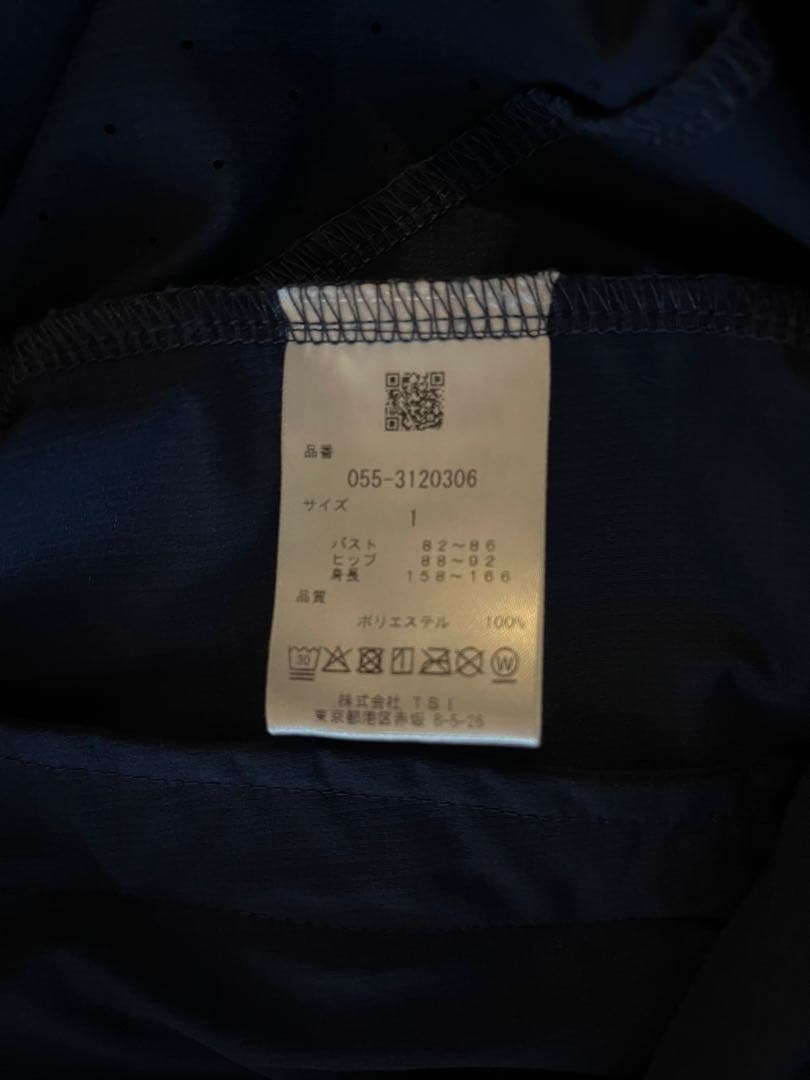 品番
055-3120306
サイズ
1
バスト 82～86
ヒップ 88～92
身長 158～166
品質
ポリエステル 100%
30 W
株式会社 TSI
東京都港区赤坂 8-5-26